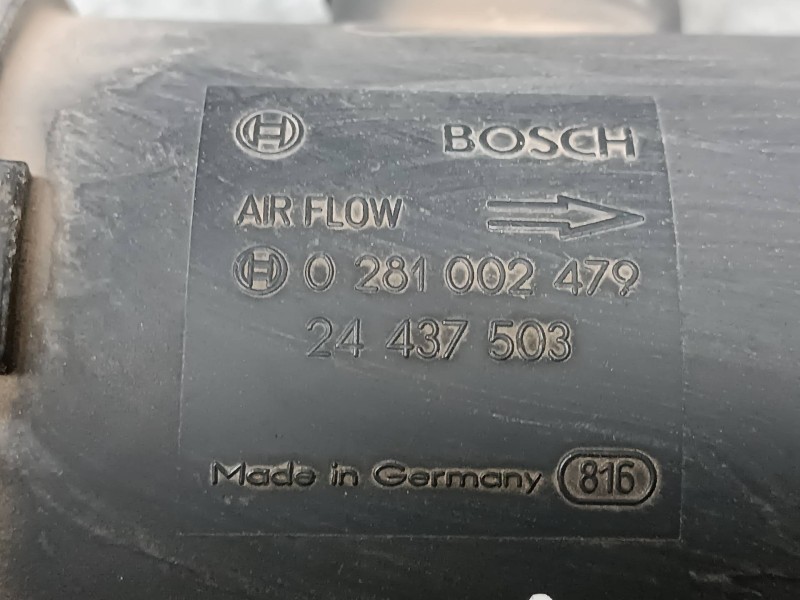 BOSCH
AIR FLOW
0 281 002 479
24 437 503
Made in Germany 816